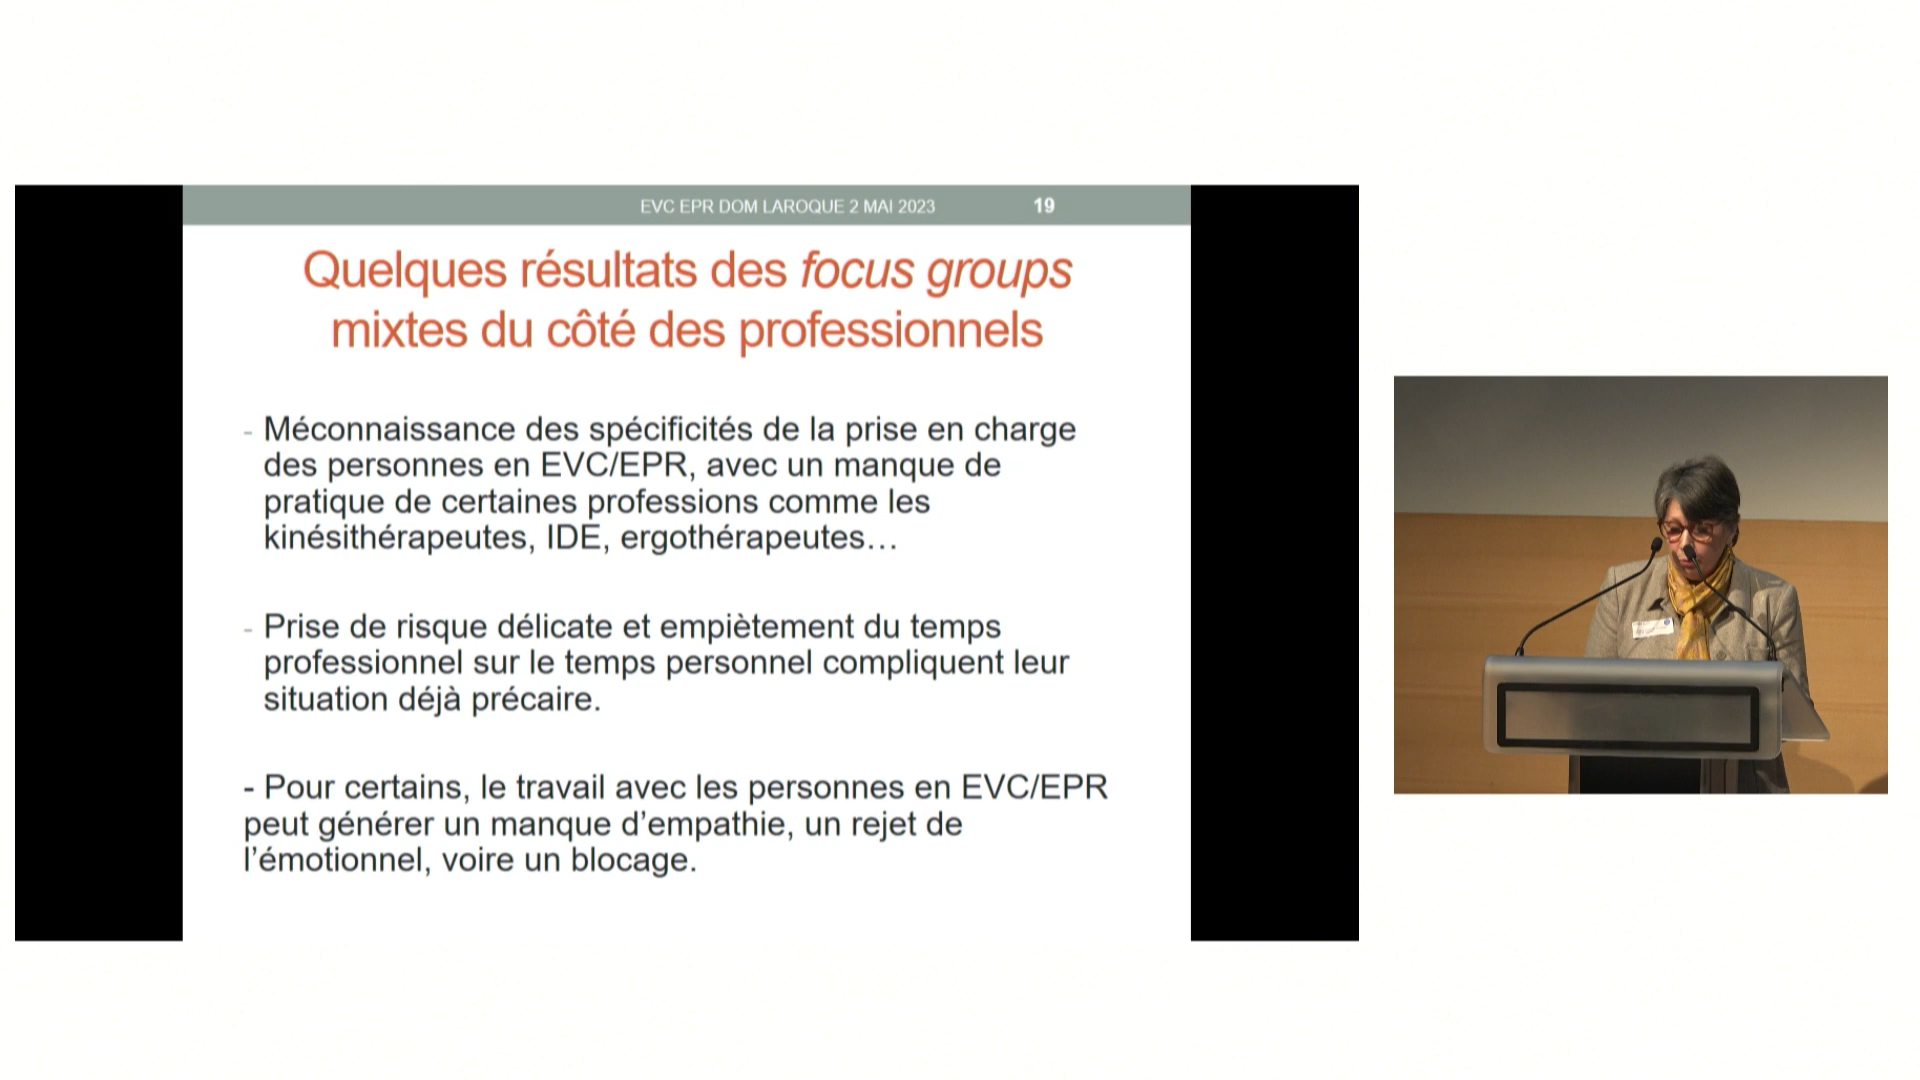 EVC EPR DOM LAROQUE 2 MAI 2023 19
Quelques résultats des focus groups
mixtes du côté des professionnels
- Méconnaissance des spécificités de la prise en charge
des personnes en EVC/EPR, avec un manque de
pratique de certaines professions comme les
kinésithérapeutes, IDE, ergothérapeutes…
- Prise de risque délicate et empiètement du temps
professionnel sur le temps personnel compliquent leur
situation déjà précaire.
- Pour certains, le travail avec les personnes en EVC/EPR
peut générer un manque d’empathie, un rejet de
l’émotionnel, voire un blocage.